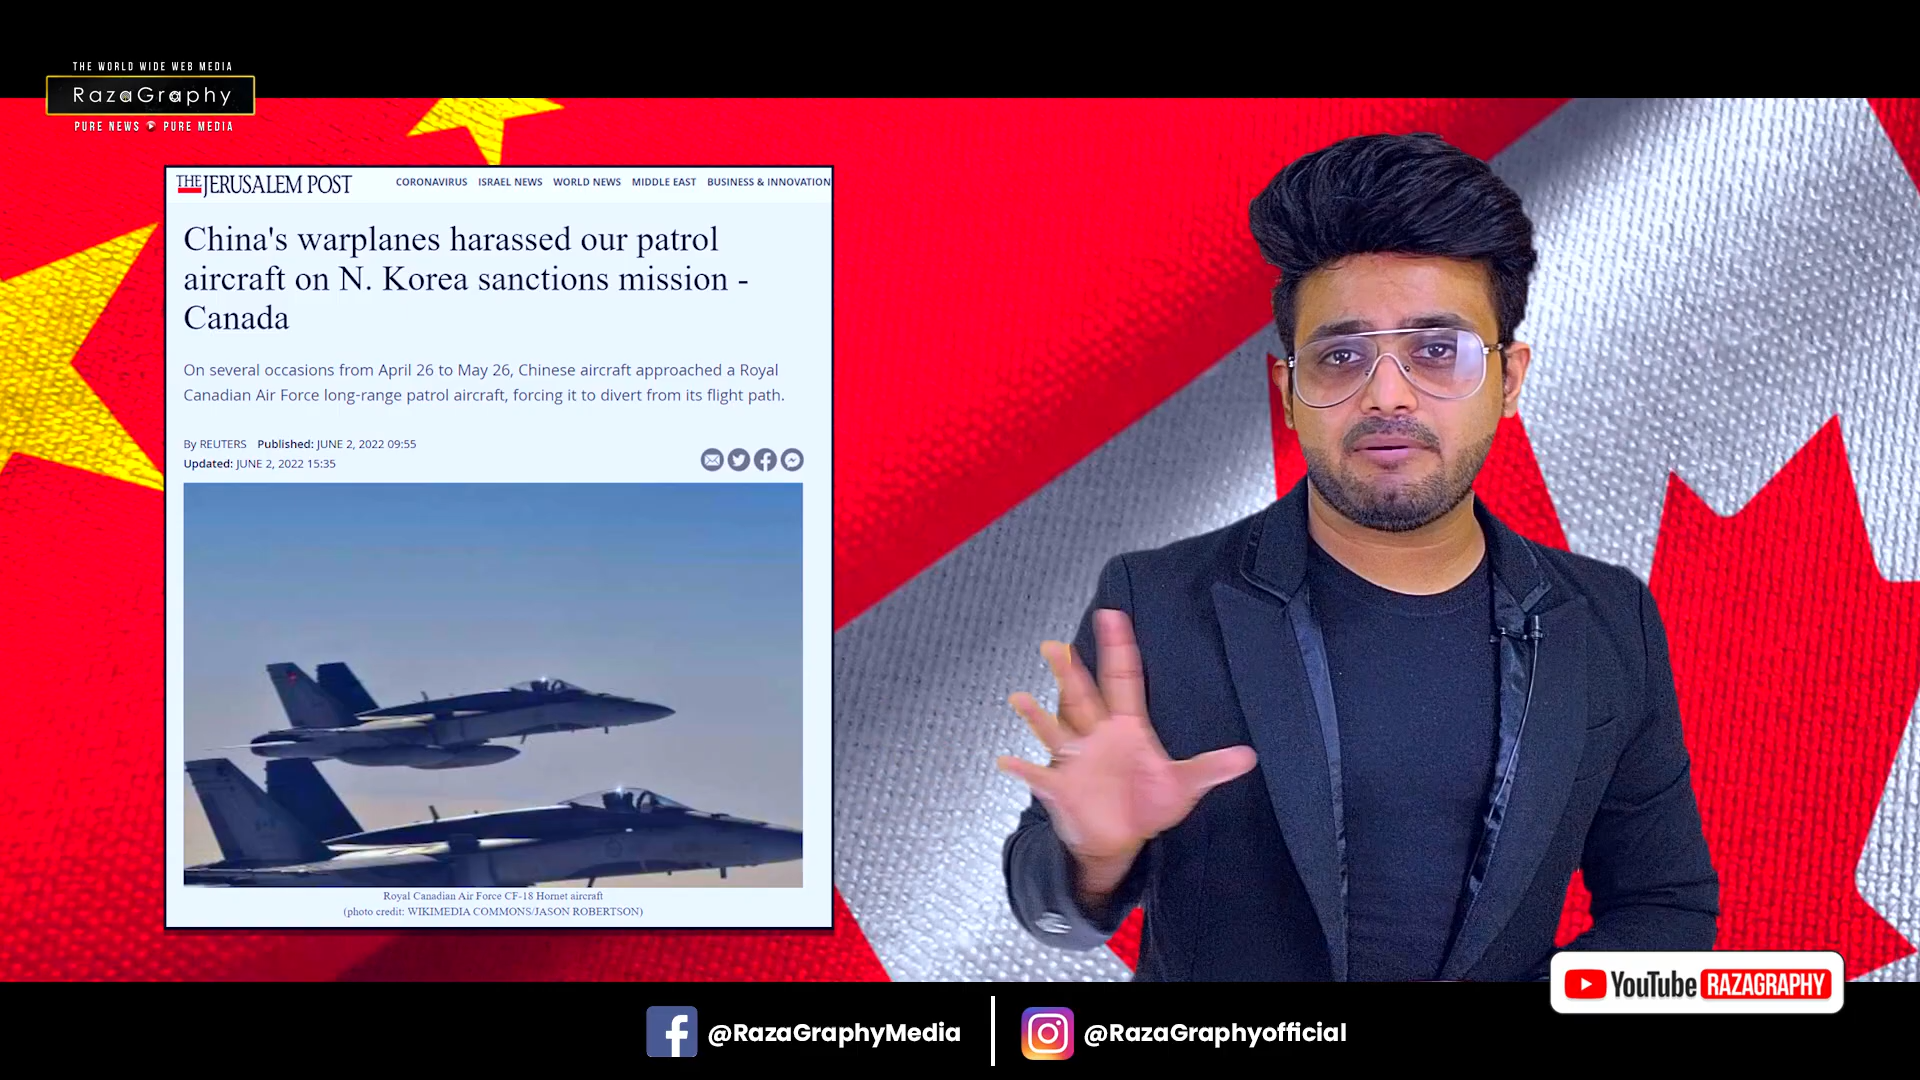 THE WORLD WIDE WEB MEDIA
RazaGraphy
PURE NEWS PURE MEDIA
THE JERUSALEM POST
CORONAVIRUS ISRAEL NEWS WORLD NEWS MIDDLE EAST BUSINESS & INNOVATION
China's warplanes harassed our patrol
aircraft on N. Korea sanctions mission -
Canada
On several occasions from April 26 to May 26, Chinese aircraft approached a Royal
Canadian Air Force long-range patrol aircraft, forcing it to divert from its flight path.
By REUTERS Published: JUNE 2, 2022 09:55
Updated: JUNE 2, 2022 15:35
Royal Canadian Air Force CF-18 Hornet aircraft
(photo credit: WIKIMEDIA COMMONS/JASON ROBERTSON)
YouTube RAZAGRAPHY
@RazaGraphyMedia
@RazaGraphyofficial